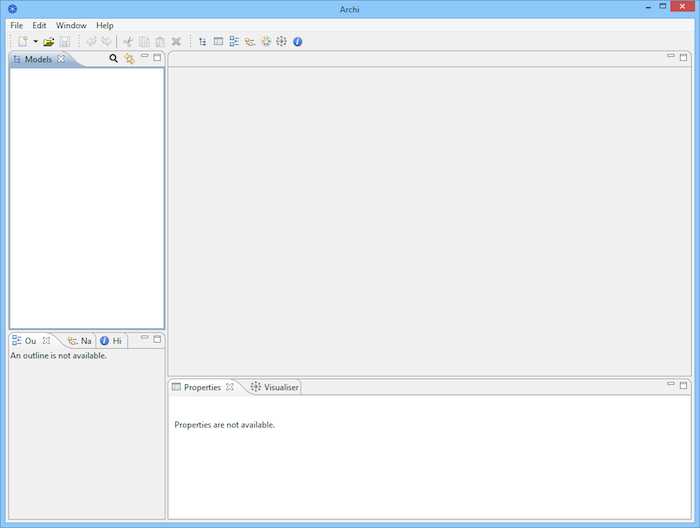 Archi
File Edit Window Help
Models
Ou Na Hi
An outline is not available.
Properties Visualiser
Properties are not available.